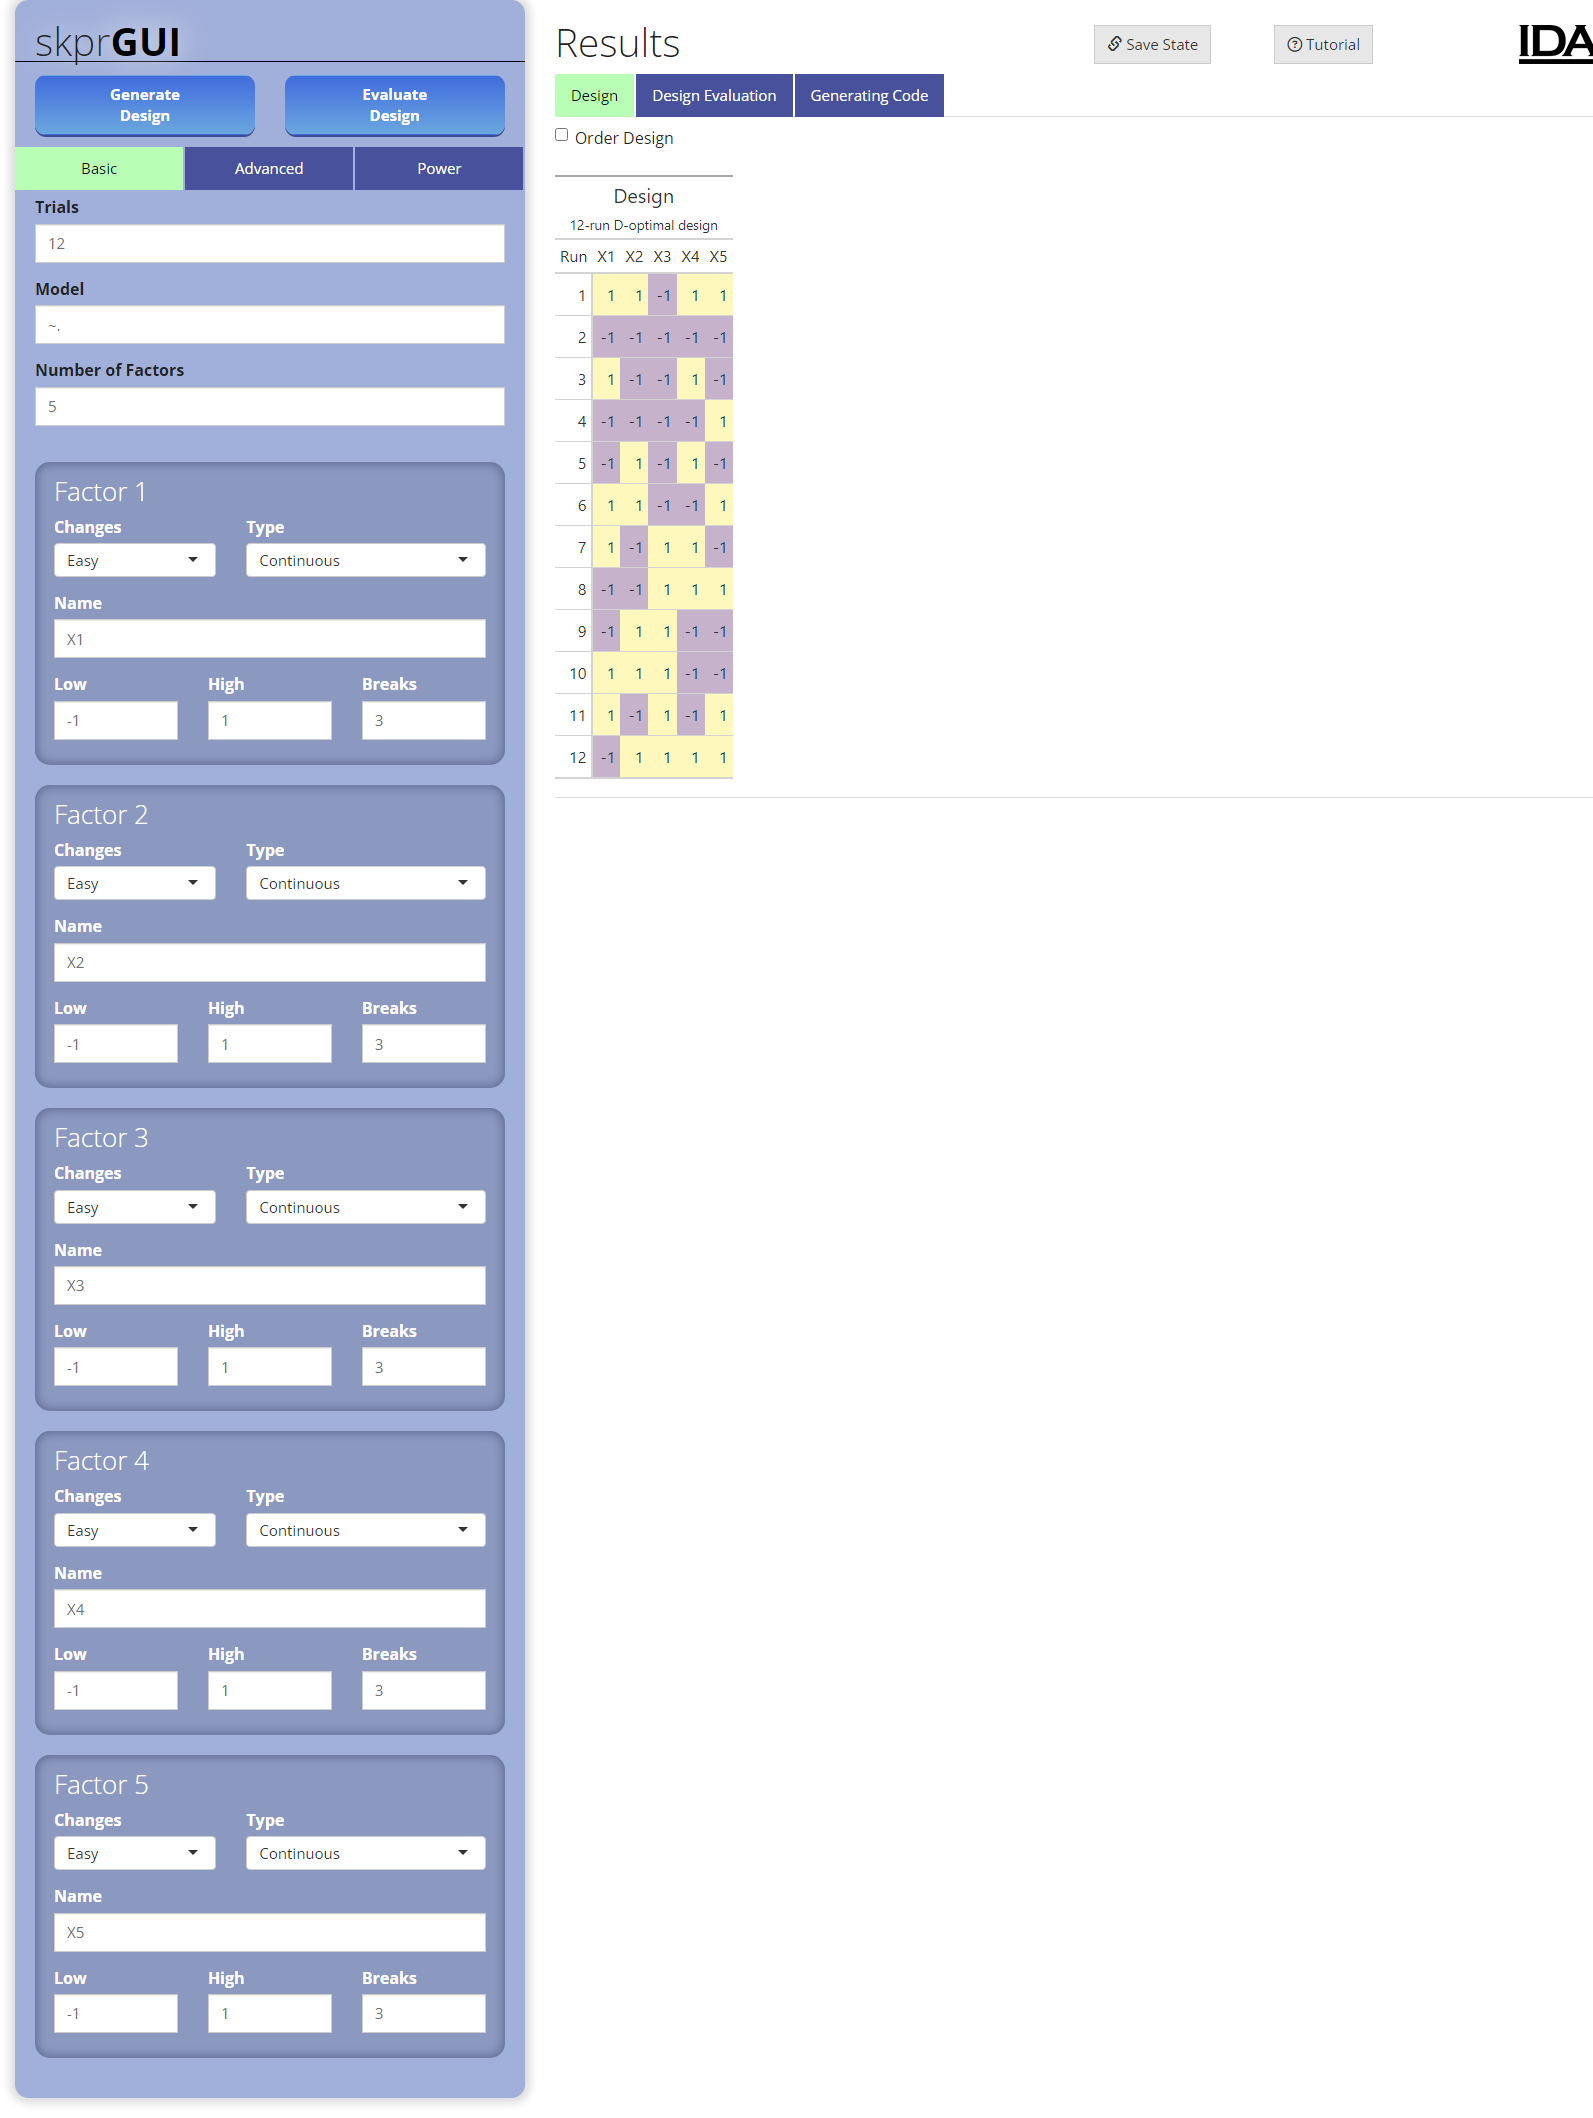 skprGUI
Generate
Design
Evaluate
Design
Basic Advanced Power
Trials
12
Model
~.
Number of Factors
5
Factor 1
Changes Type
Easy Continuous
Name
X1
Low High Breaks
-1 1 3
Factor 2
Changes Type
Easy Continuous
Name
X2
Low High Breaks
-1 1 3
Factor 3
Changes Type
Easy Continuous
Name
X3
Low High Breaks
-1 1 3
Factor 4
Changes Type
Easy Continuous
Name
X4
Low High Breaks
-1 1 3
Factor 5
Changes Type
Easy Continuous
Name
X5
Low High Breaks
-1 1 3
Results
Save State
Tutorial
IDA
Design Design Evaluation Generating Code
Order Design
Design
12-run D-optimal design
Run X1 X2 X3 X4 X5
1 1 1 -1 1 1
2 -1 -1 -1 -1 -1
3 1 -1 -1 1 -1
4 -1 -1 -1 -1 1
5 -1 1 -1 1 -1
6 1 1 -1 -1 1
7 1 -1 1 1 -1
8 -1 -1 1 1 1
9 -1 1 1 -1 -1
10 1 1 1 -1 -1
11 1 -1 1 -1 1
12 -1 1 1 1 1